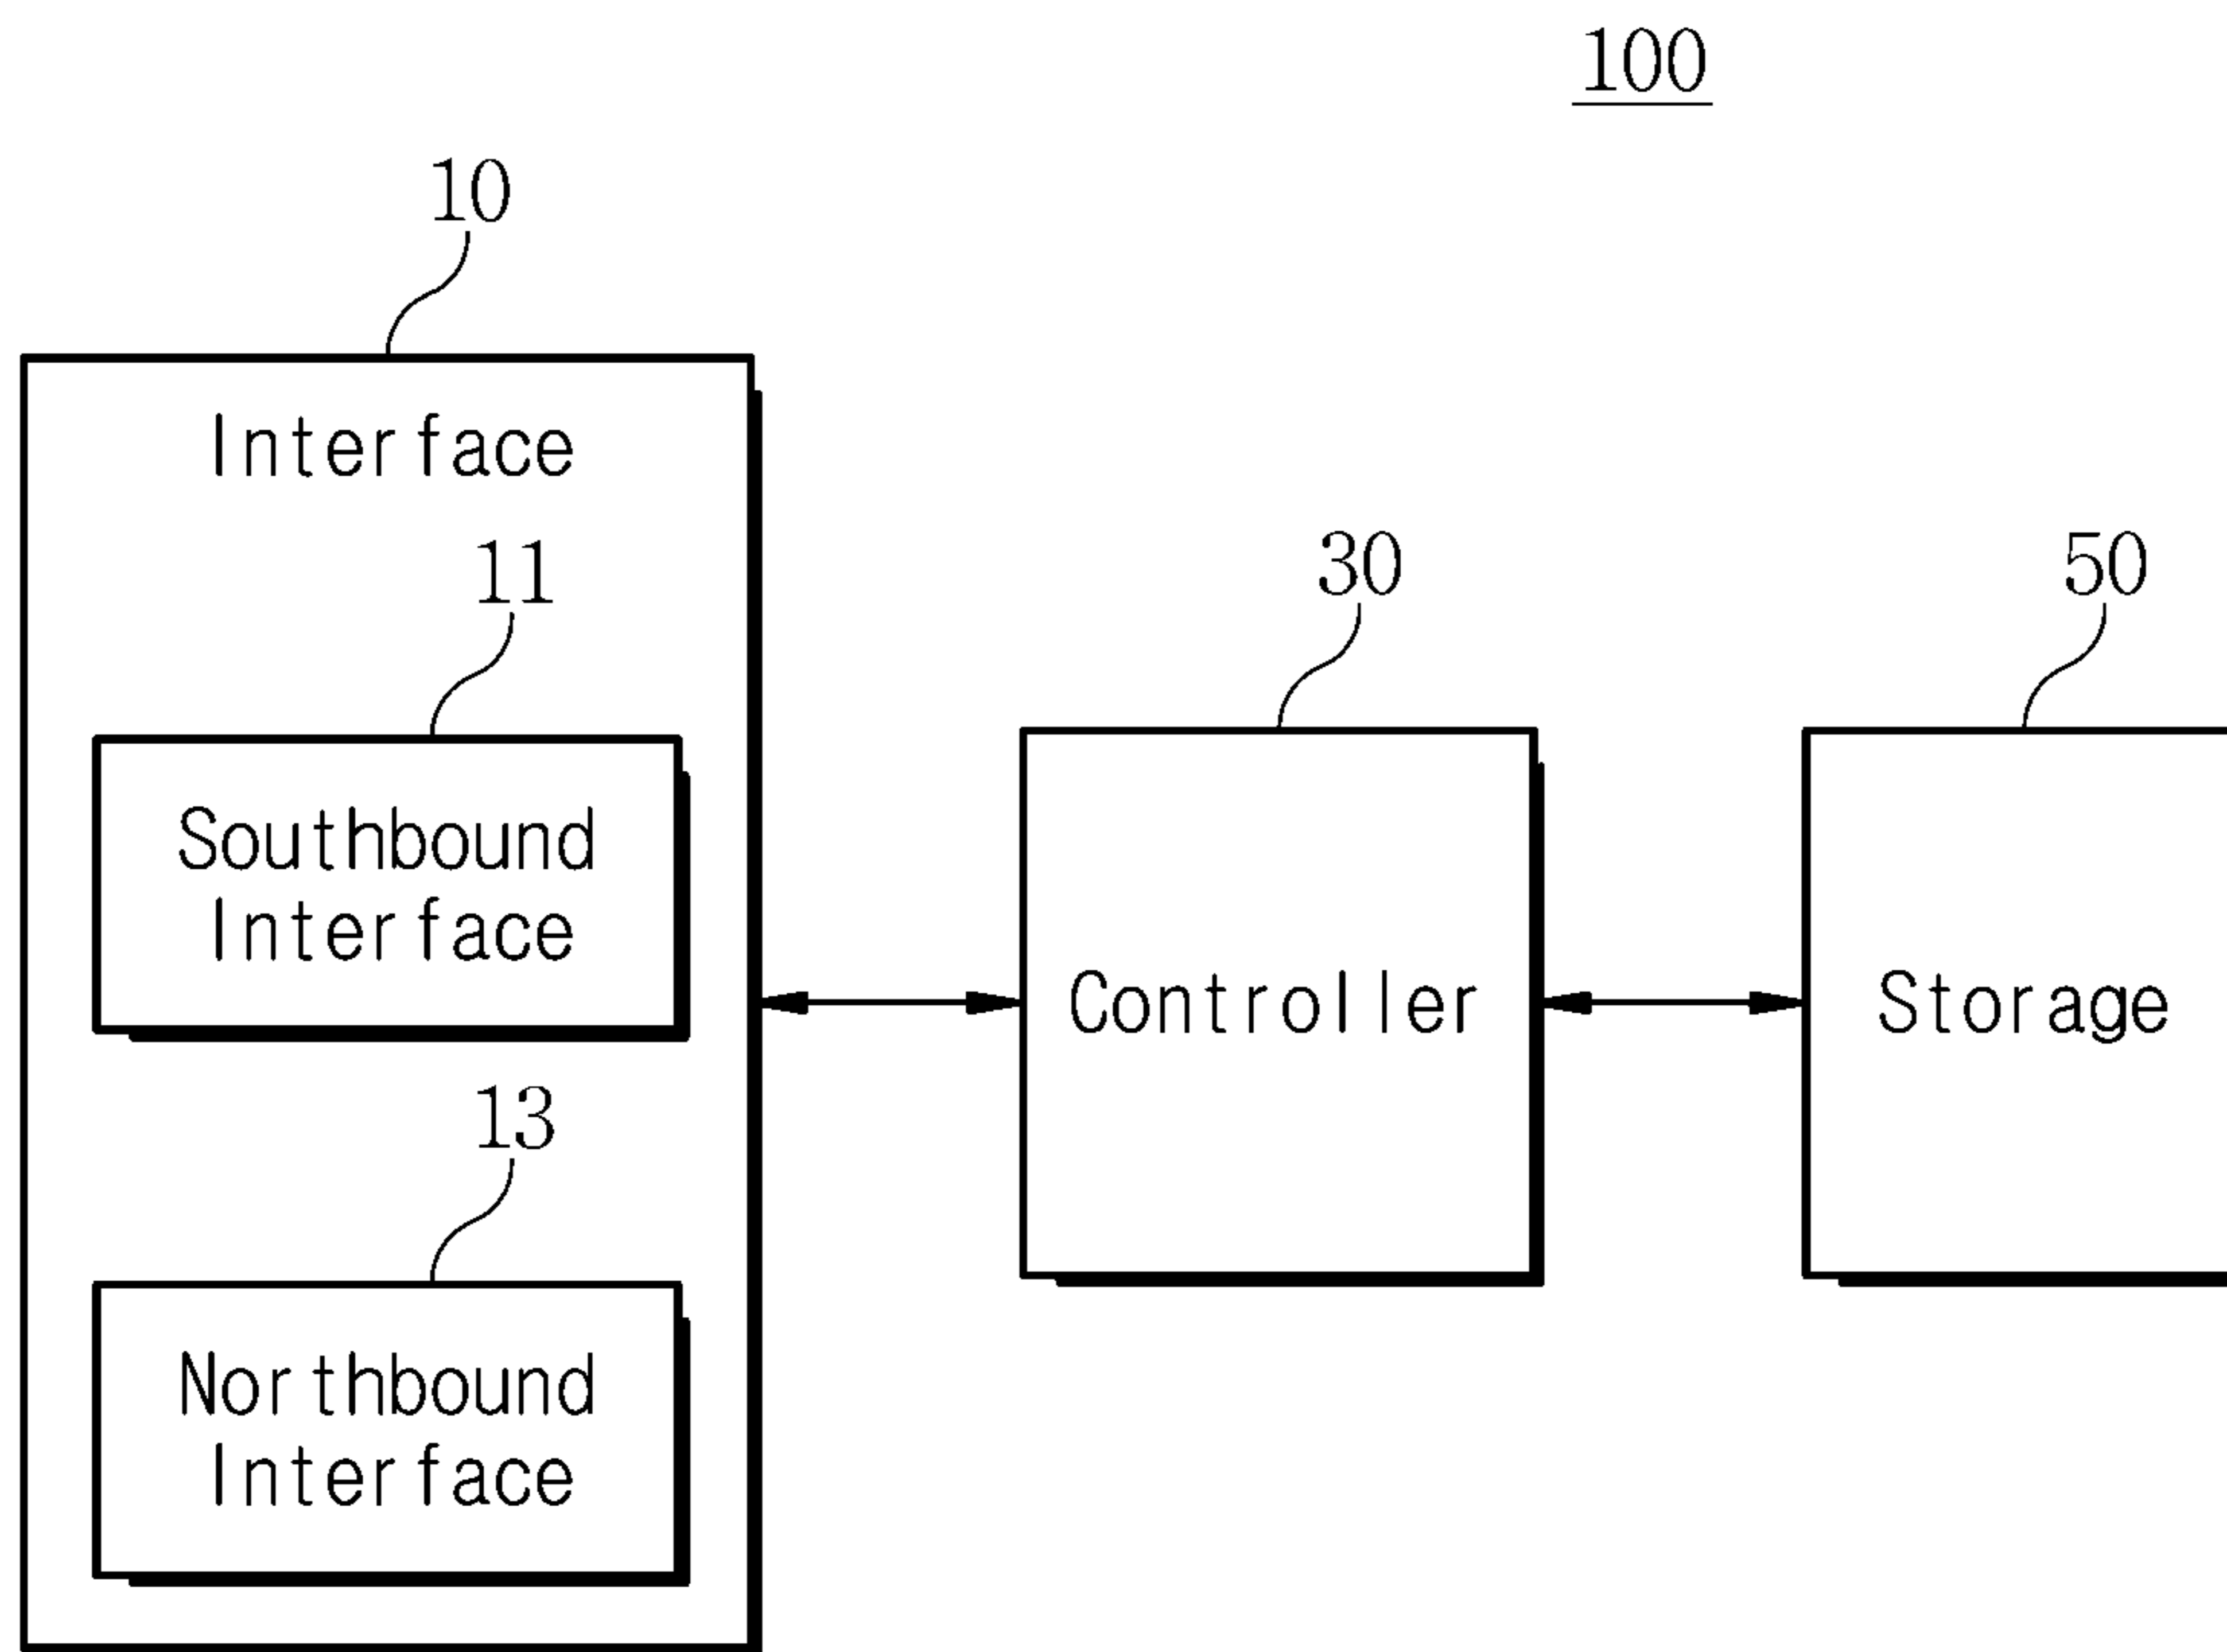 100
10
Interface
11
Southbound
Interface
13
Northbound
Interface
30
Controller
50
Storage